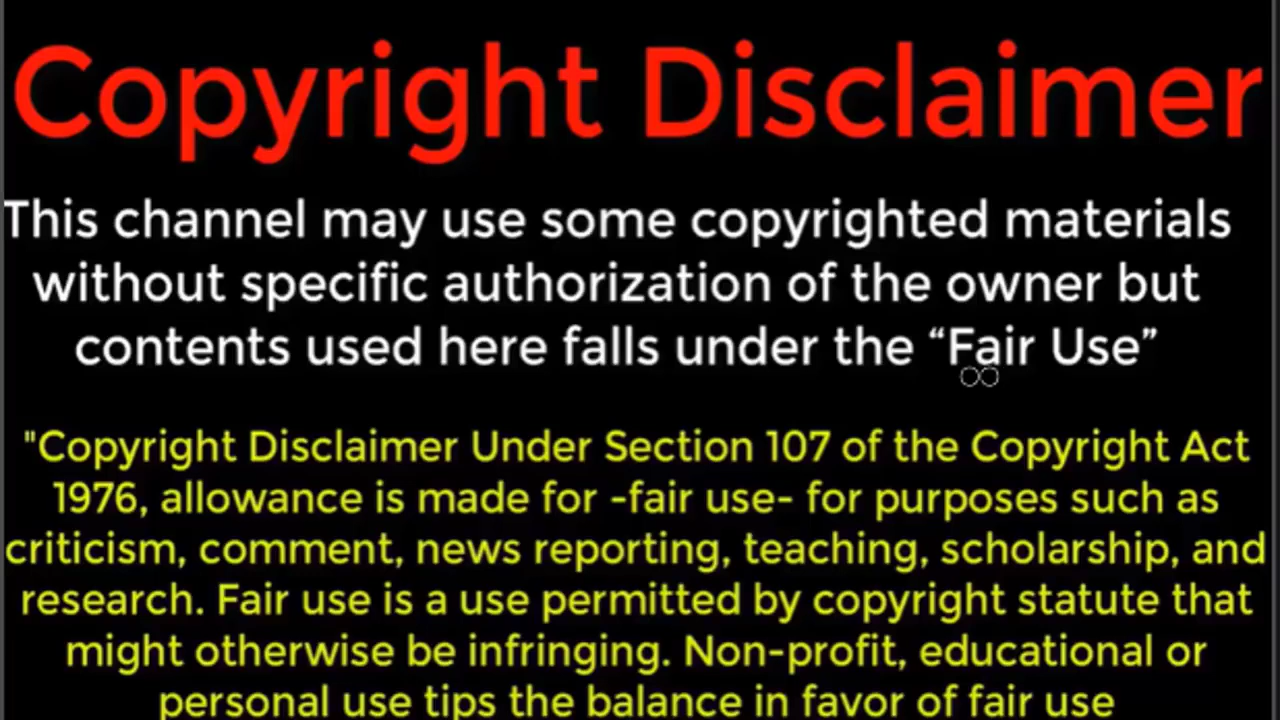 Copyright Disclaimer
This channel may use some copyrighted materials
without specific authorization of the owner but
contents used here falls under the “Fair Use”
"Copyright Disclaimer Under Section 107 of the Copyright Act
1976, allowance is made for -fair use- for purposes such as
criticism, comment, news reporting, teaching, scholarship, and
research. Fair use is a use permitted by copyright statute that
might otherwise be infringing. Non-profit, educational or
personal use tips the balance in favor of fair use